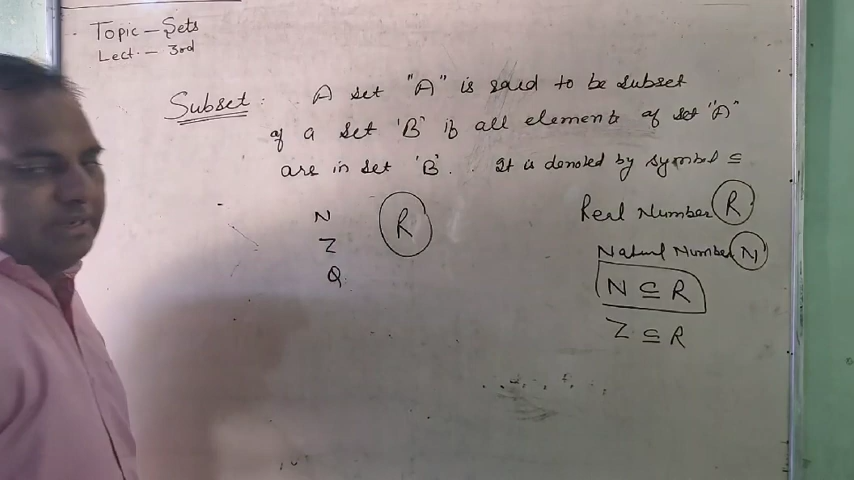 Topic - Sets
Lect. - 3rd
Subset : A set "A" is said to be subset
of a set 'B' if all elements of set "A"
are in set 'B'. It is denoted by symbol ⊆
N
Z
Q
R
Real Number R
Natural Number N
N ⊆ R
Z ⊆ R